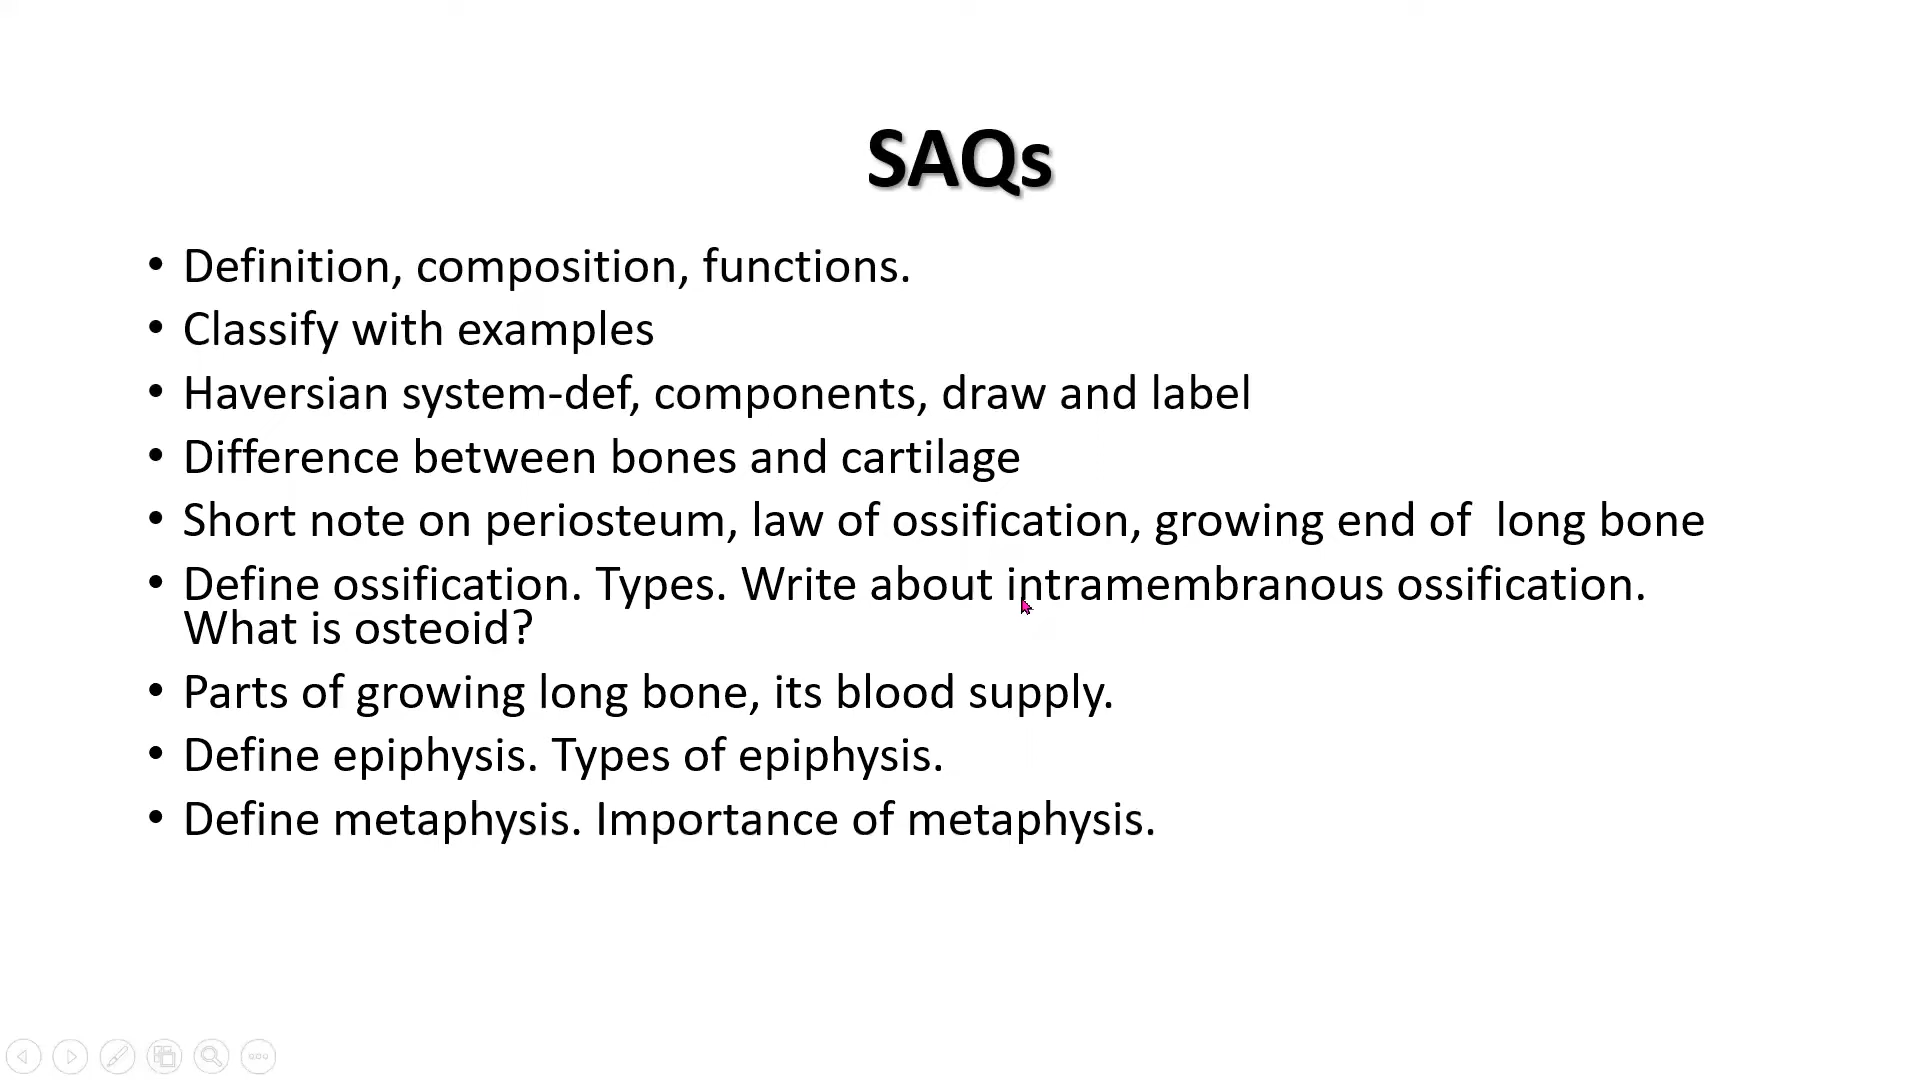 SAQs
• Definition, composition, functions.
• Classify with examples
• Haversian system-def, components, draw and label
• Difference between bones and cartilage
• Short note on periosteum, law of ossification, growing end of  long bone
• Define ossification. Types. Write about intramembranous ossification.
What is osteoid?
• Parts of growing long bone, its blood supply.
• Define epiphysis. Types of epiphysis.
• Define metaphysis. Importance of metaphysis.